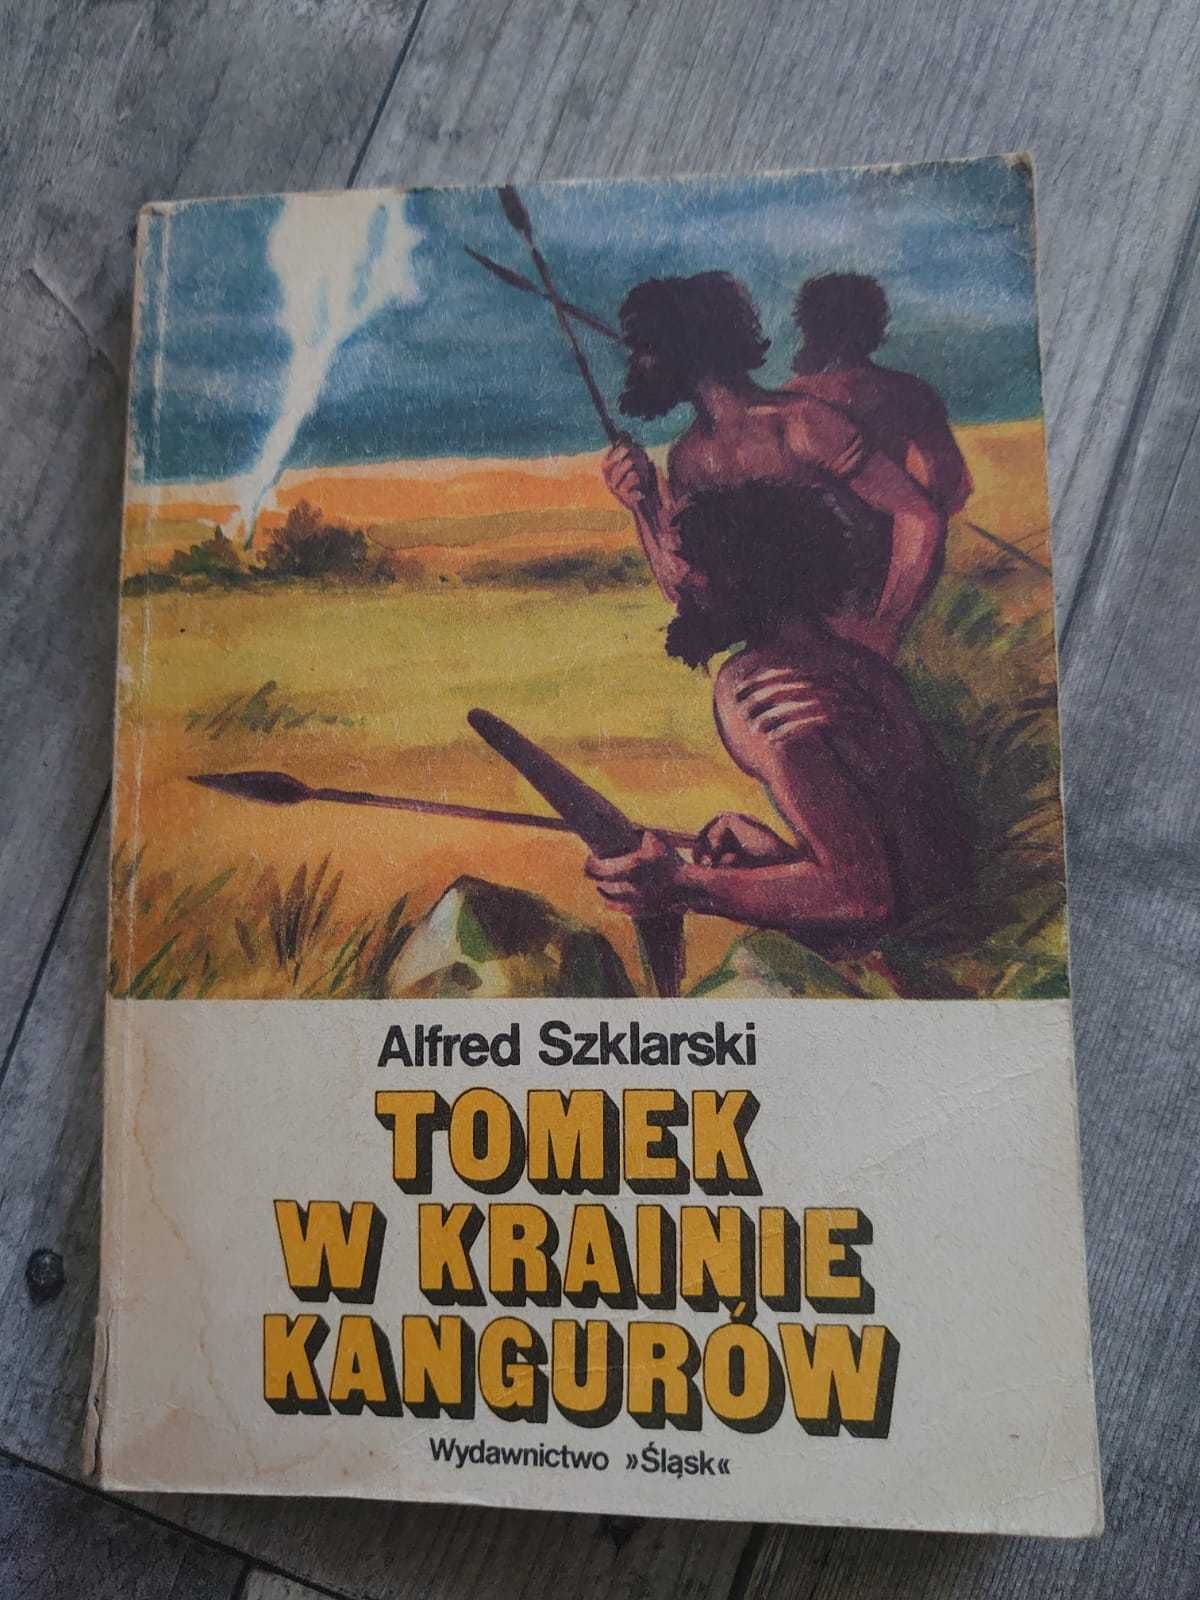 Alfred Szklarski
TOMEK
W KRAINIE
KANGURÓW
Wydawnictwo »Śląsk«